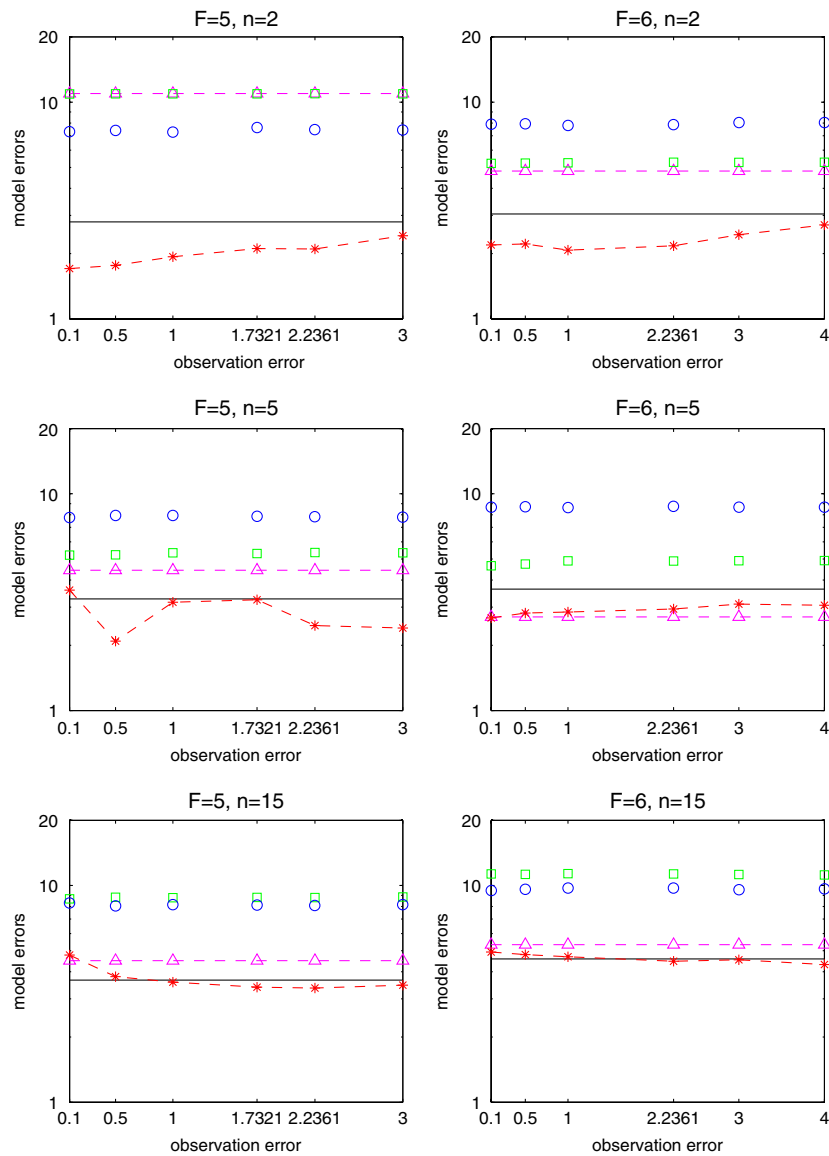 F=5, n=2
20
10
1
model errors
0.1 0.5 1 1.7321 2.2361 3
observation error
F=6, n=2
20
10
1
model errors
0.1 0.5 1 2.2361 3 4
observation error
F=5, n=5
20
10
1
model errors
0.1 0.5 1 1.7321 2.2361 3
observation error
F=6, n=5
20
10
1
model errors
0.1 0.5 1 2.2361 3 4
observation error
F=5, n=15
20
10
1
model errors
0.1 0.5 1 1.7321 2.2361 3
observation error
F=6, n=15
20
10
1
model errors
0.1 0.5 1 2.2361 3 4
observation error